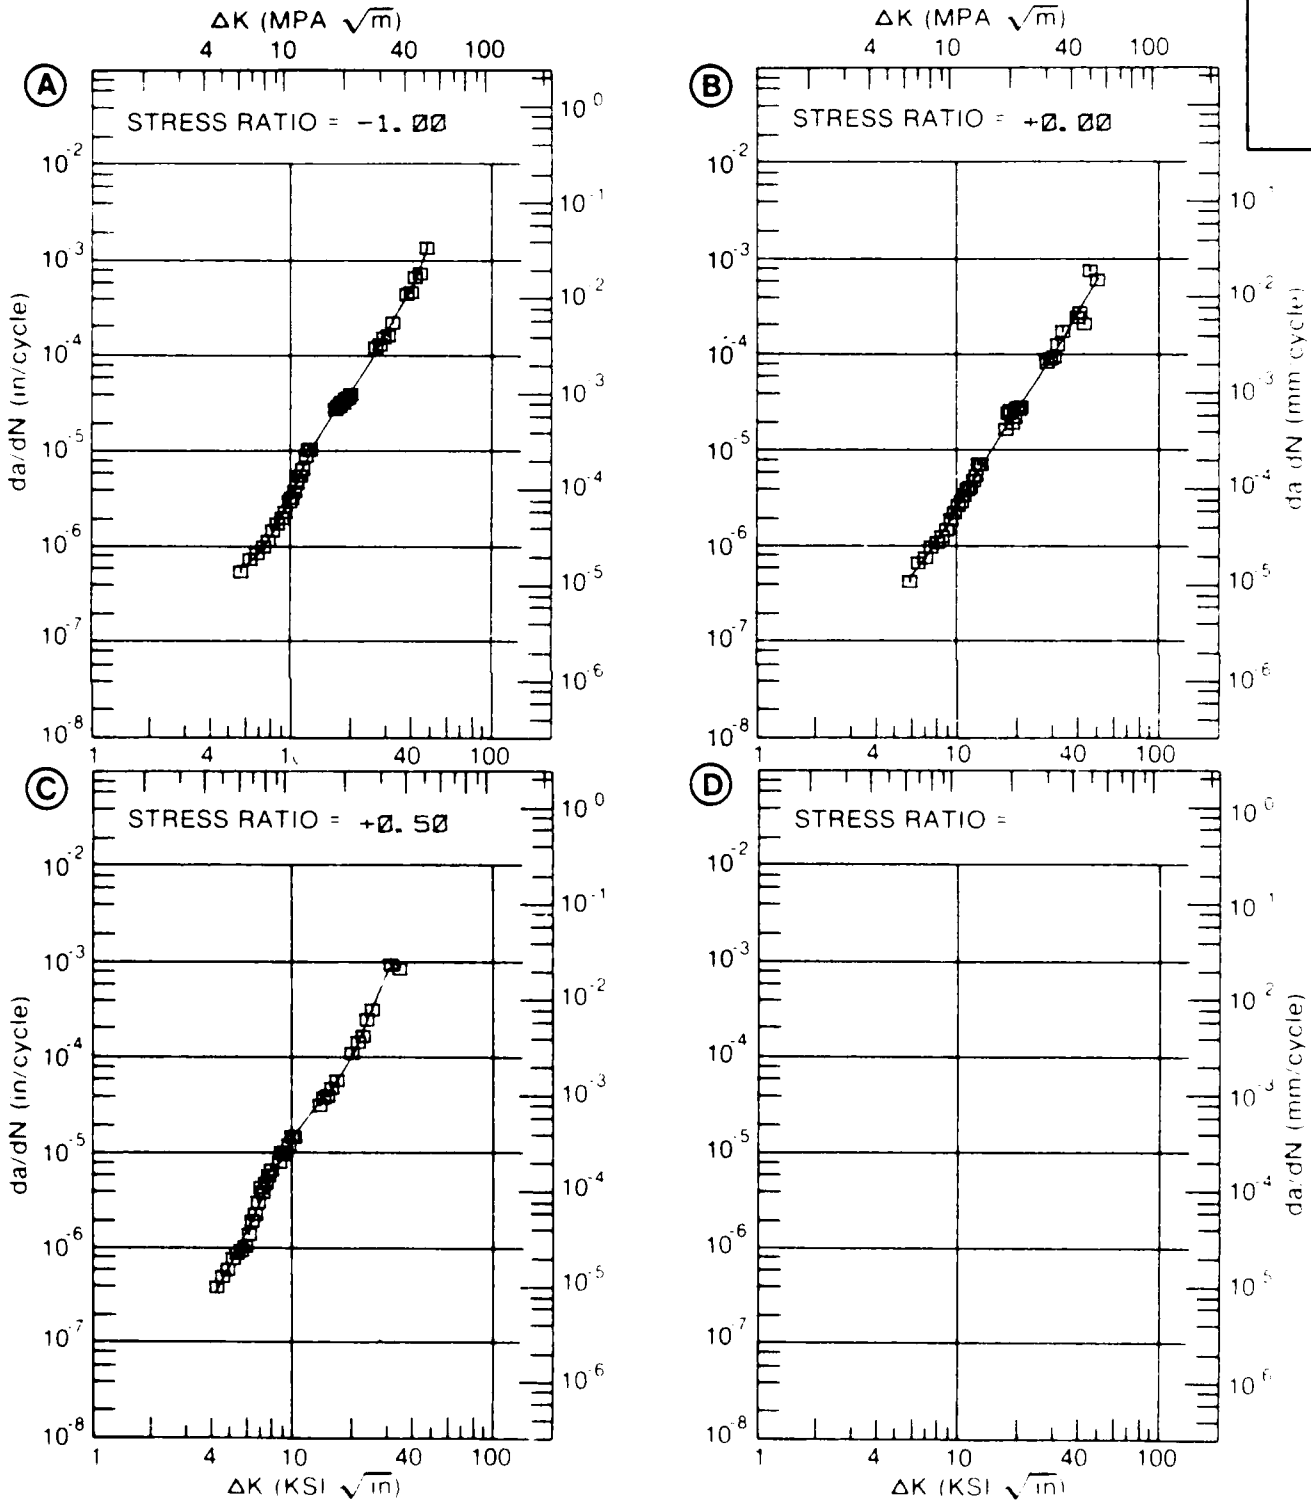 ΔK (MPA √m) ΔK (MPA √m)
4 10 40 100 4 10 40 100
A B
STRESS RATIO = -1.00 STRESS RATIO = +0.00
10^0
10^-2 10^-1 10^-2 10^-1
10^-3 10^-2 10^-3 10^-2
10^-4 10^-3 10^-4 10^-3
10^-5 10^-4 10^-5 10^-4
10^-6 10^-5 10^-6 10^-5
10^-7 10^-6 10^-7 10^-6
10^-8 10^-8
da/dN (in/cycle) da dN (mm cycle)
1 4 1 40 100 1 4 10 40 100
C D
STRESS RATIO = +0.50 STRESS RATIO =
10^0 10^0
10^-2 10^-1 10^-2 10^-1
10^-3 10^-2 10^-3 10^-2
10^-4 10^-3 10^-4 10^-3
10^-5 10^-4 10^-5 10^-4
10^-6 10^-5 10^-6 10^-5
10^-7 10^-6 10^-7 10^-6
10^-8 10^-8
da/dN (in/cycle) da/dN (mm/cycle)
1 4 10 40 100 1 4 10 40 100
ΔK (KSI √in) ΔK (KSI √in)